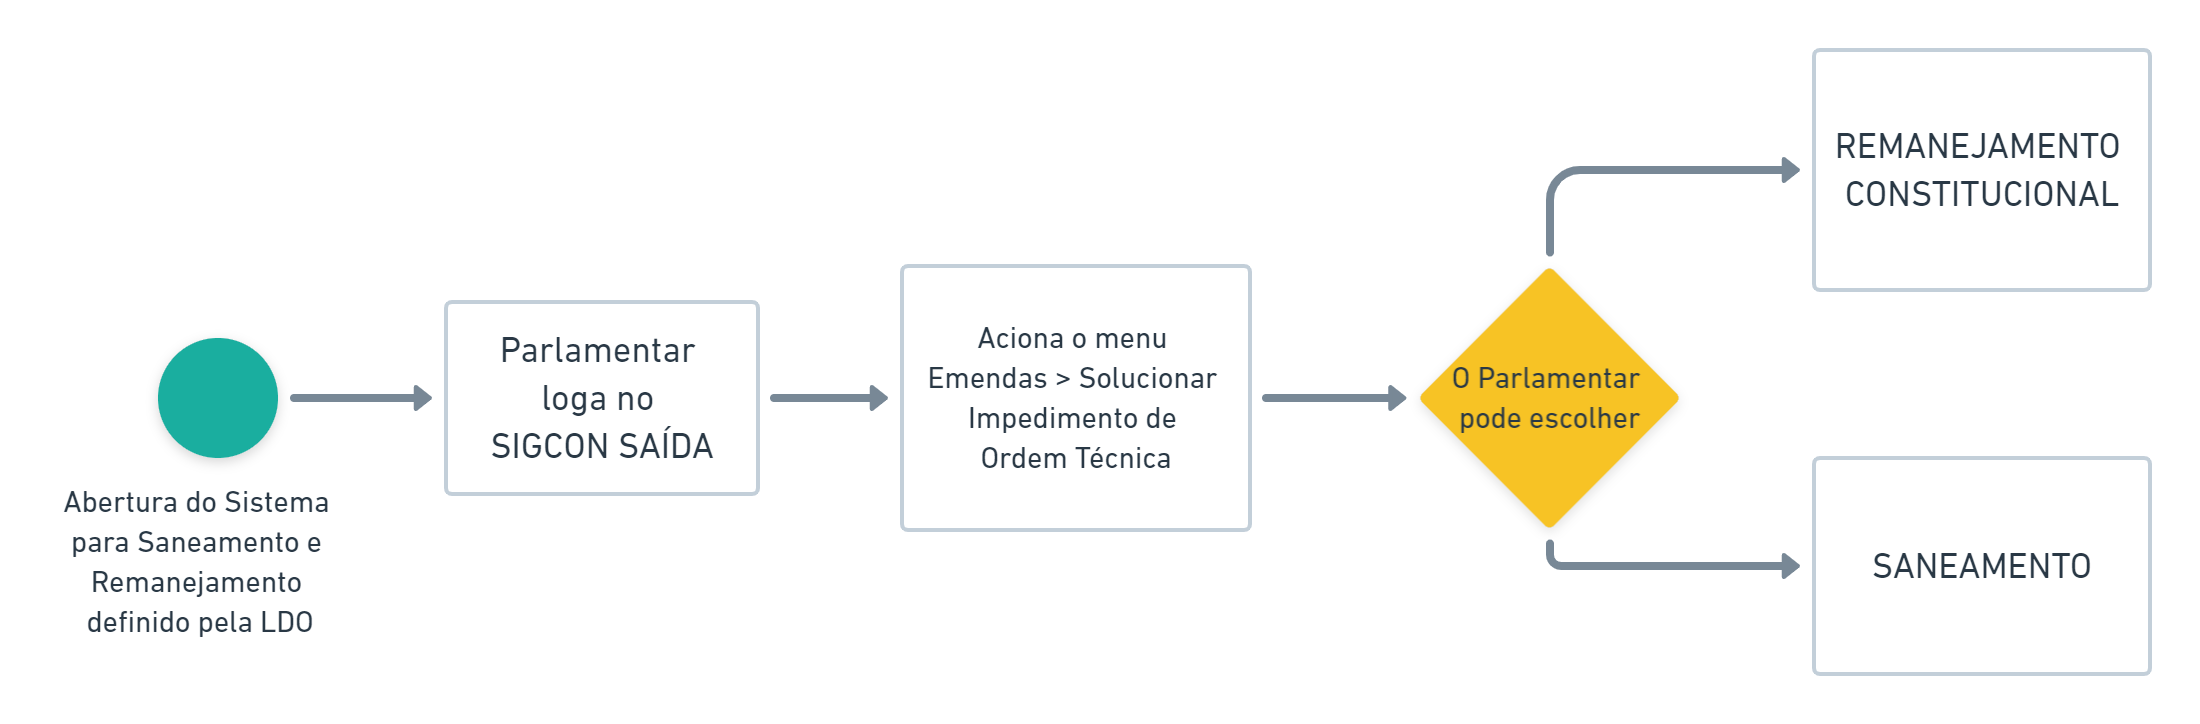 Abertura do Sistema
para Saneamento e
Remanejamento
definido pela LDO
Parlamentar
loga no
SIGCON SAÍDA
Aciona o menu
Emendas > Solucionar
Impedimento de
Ordem Técnica
O Parlamentar
pode escolher
REMANEJAMENTO
CONSTITUCIONAL
SANEAMENTO